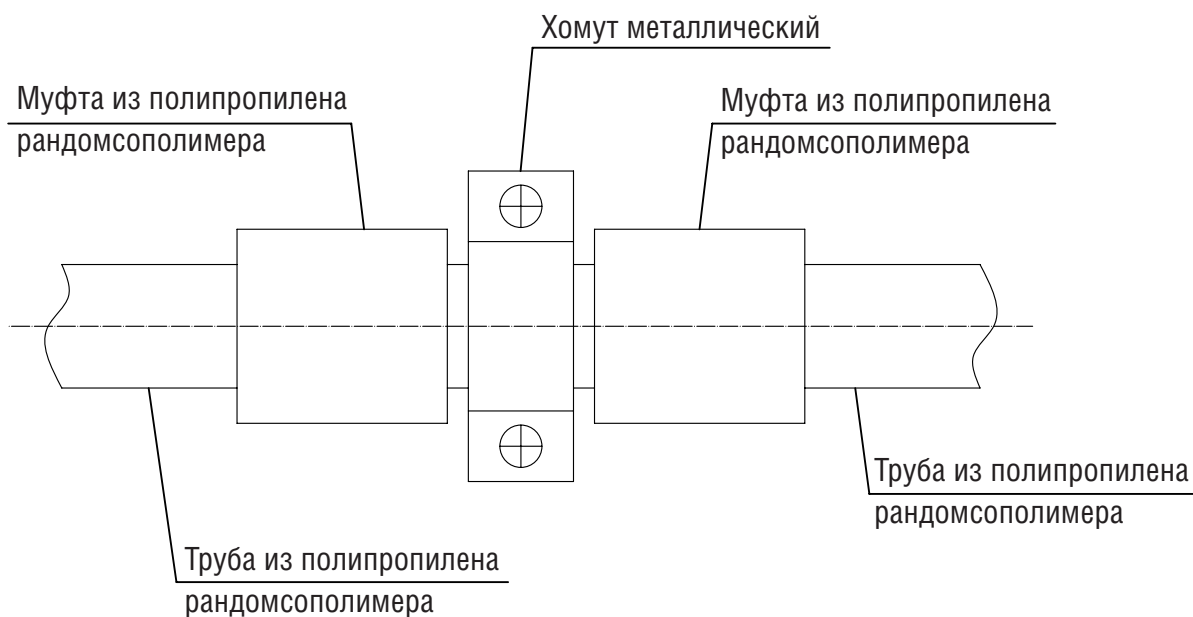 Хомут металлический
Муфта из полипропилена
рандомсополимера
Муфта из полипропилена
рандомсополимера
Труба из полипропилена
рандомсополимера
Труба из полипропилена
рандомсополимера